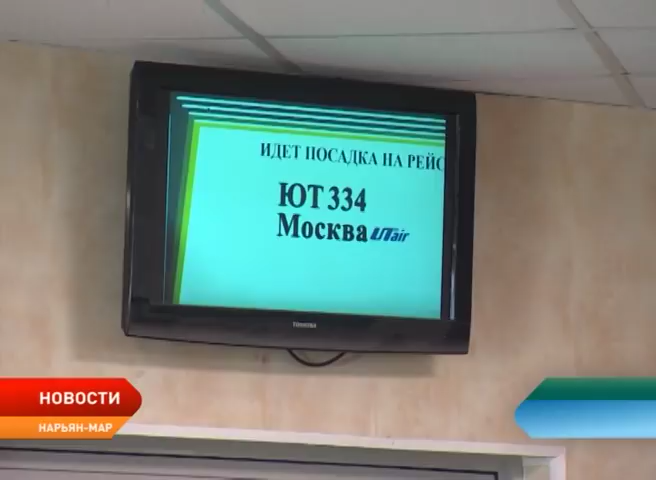 ИДЕТ ПОСАДКА НА РЕЙС
ЮТ 334
Москва UTair
TOSHIBA
НОВОСТИ
НАРЬЯН-МАР